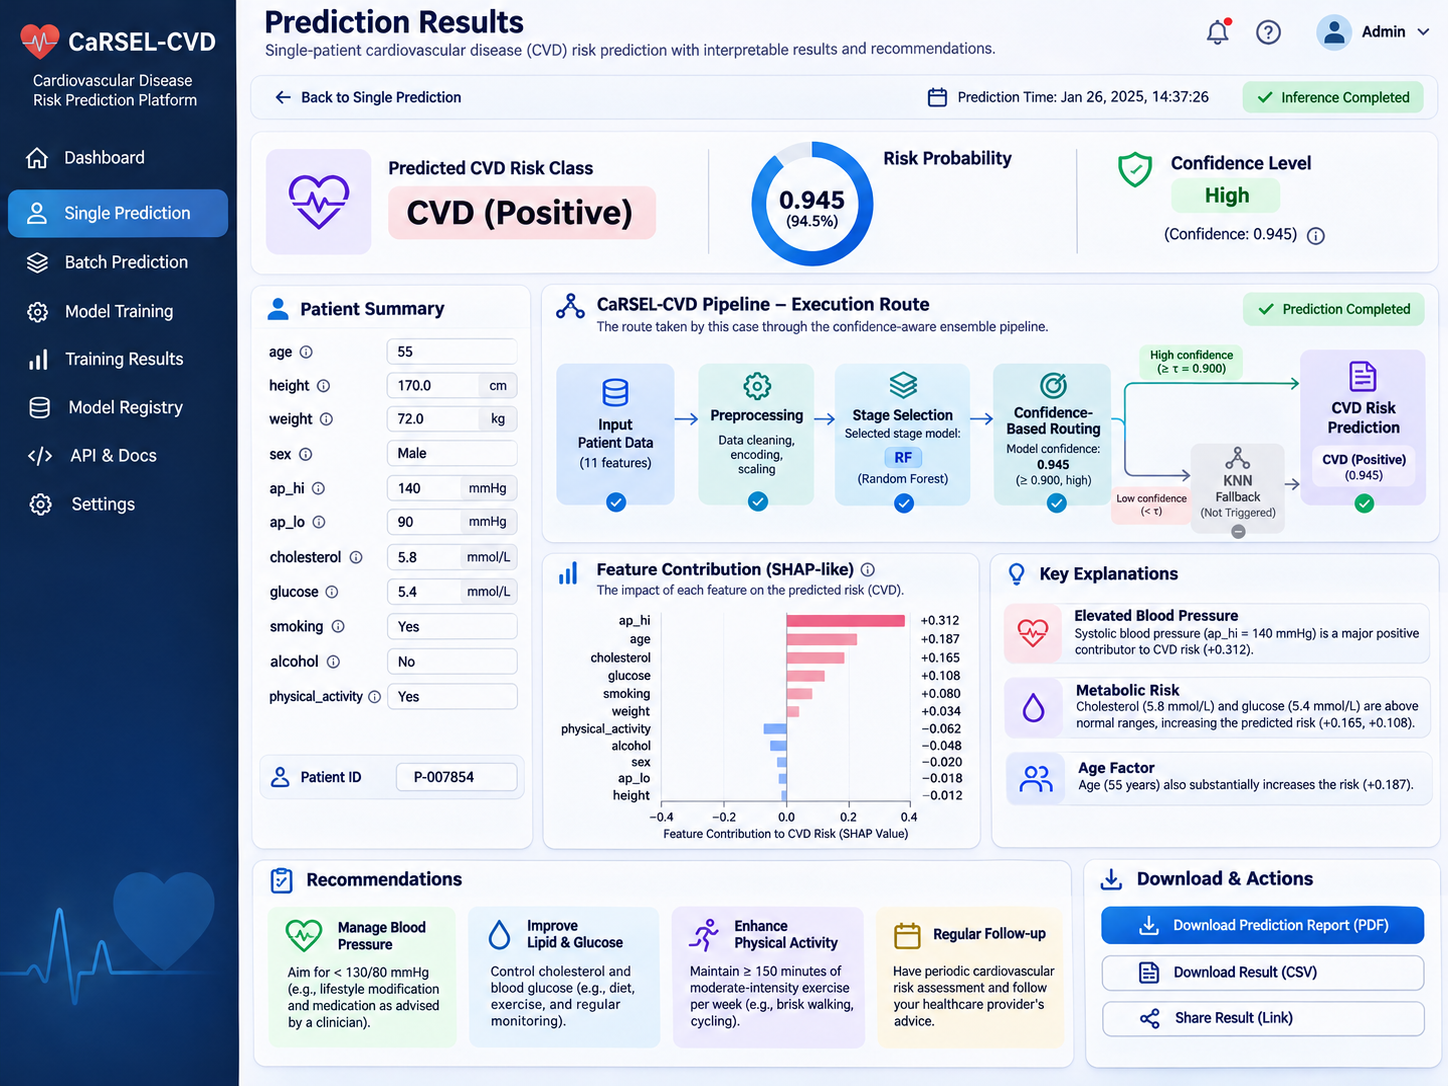 CaRSEL-CVD
Cardiovascular Disease
Risk Prediction Platform
Dashboard
Single Prediction
Batch Prediction
Model Training
Training Results
Model Registry
API & Docs
Settings
Prediction Results
Single-patient cardiovascular disease (CVD) risk prediction with interpretable results and recommendations.
Admin
Back to Single Prediction
Prediction Time: Jan 26, 2025, 14:37:26
Inference Completed
Predicted CVD Risk Class
CVD (Positive)
0.945
(94.5%)
Risk Probability
Confidence Level
High
(Confidence: 0.945)
Patient Summary
age 55
height 170.0 cm
weight 72.0 kg
sex Male
ap_hi 140 mmHg
ap_lo 90 mmHg
cholesterol 5.8 mmol/L
glucose 5.4 mmol/L
smoking Yes
alcohol No
physical_activity Yes
Patient ID P-007854
CaRSEL-CVD Pipeline – Execution Route
The route taken by this case through the confidence-aware ensemble pipeline.
Prediction Completed
Input
Patient Data
(11 features)
Preprocessing
Data cleaning,
encoding,
scaling
Stage Selection
Selected stage model:
RF
(Random Forest)
Confidence-
Based Routing
Model confidence:
0.945
(≥ 0.900, high)
High confidence
(≥ τ = 0.900)
Low confidence
(< τ)
KNN
Fallback
(Not Triggered)
CVD Risk
Prediction
CVD (Positive)
(0.945)
Feature Contribution (SHAP-like)
The impact of each feature on the predicted risk (CVD).
ap_hi +0.312
age +0.187
cholesterol +0.165
glucose +0.108
smoking +0.080
weight +0.034
physical_activity −0.062
alcohol −0.048
sex −0.020
ap_lo −0.018
height −0.012
−0.4 −0.2 0.0 0.2 0.4
Feature Contribution to CVD Risk (SHAP Value)
Key Explanations
Elevated Blood Pressure
Systolic blood pressure (ap_hi = 140 mmHg) is a major positive
contributor to CVD risk (+0.312).
Metabolic Risk
Cholesterol (5.8 mmol/L) and glucose (5.4 mmol/L) are above
normal ranges, increasing the predicted risk (+0.165, +0.108).
Age Factor
Age (55 years) also substantially increases the risk (+0.187).
Recommendations
Manage Blood
Pressure
Aim for < 130/80 mmHg
(e.g., lifestyle modification
and medication as advised
by a clinician).
Improve
Lipid & Glucose
Control cholesterol and
blood glucose (e.g., diet,
exercise, and regular
monitoring).
Enhance
Physical Activity
Maintain ≥ 150 minutes of
moderate-intensity exercise
per week (e.g., brisk walking,
cycling).
Regular Follow-up
Have periodic cardiovascular
risk assessment and follow
your healthcare provider's
advice.
Download & Actions
Download Prediction Report (PDF)
Download Result (CSV)
Share Result (Link)